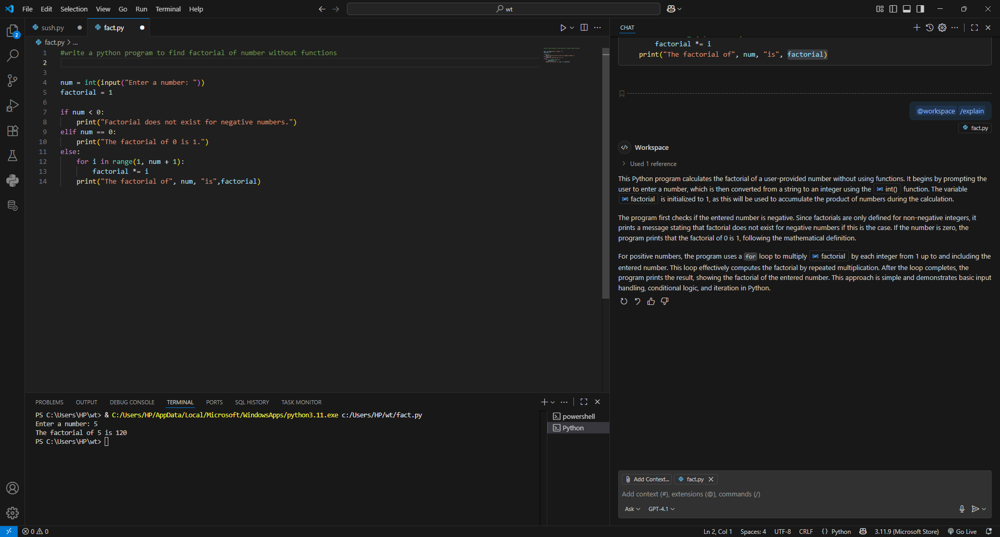 File Edit Selection View Go Run Terminal Help
wt
sush.py
fact.py
fact.py > ...
1 #write a python program to find factorial of number without functions
2
3
4 num = int(input("Enter a number: "))
5 factorial = 1
6
7 if num < 0:
8 print("Factorial does not exist for negative numbers.")
9 elif num == 0:
10 print("The factorial of 0 is 1.")
11 else:
12 for i in range(1, num + 1):
13 factorial *= i
14 print("The factorial of", num, "is",factorial)
2
PROBLEMS OUTPUT DEBUG CONSOLE TERMINAL PORTS SQL HISTORY TASK MONITOR
PS C:\Users\HP\wt> & C:/Users/HP/AppData/Local/Microsoft/WindowsApps/python3.11.exe c:/Users/HP/wt/fact.py
Enter a number: 5
The factorial of 5 is 120
PS C:\Users\HP\wt>
powershell
Python
CHAT
factorial *= i
print("The factorial of", num, "is", factorial)
@workspace /explain
fact.py
Workspace
Used 1 reference
This Python program calculates the factorial of a user-provided number without using functions. It begins by prompting the
user to enter a number, which is then converted from a string to an integer using the int() function. The variable
factorial is initialized to 1, as this will be used to accumulate the product of numbers during the calculation.
The program first checks if the entered number is negative. Since factorials are only defined for non-negative integers, it
prints a message stating that factorial does not exist for negative numbers if this is the case. If the number is zero, the
program prints that the factorial of 0 is 1, following the mathematical definition.
For positive numbers, the program uses a for loop to multiply factorial by each integer from 1 up to and including the
entered number. This loop effectively computes the factorial by repeated multiplication. After the loop completes, the
program prints the result, showing the factorial of the entered number. This approach is simple and demonstrates basic input
handling, conditional logic, and iteration in Python.
Add Context... fact.py
Add context (#), extensions (@), commands (/)
Ask GPT-4.1
0 0
Ln 2, Col 1 Spaces: 4 UTF-8 CRLF {} Python 3.11.9 (Microsoft Store) Go Live